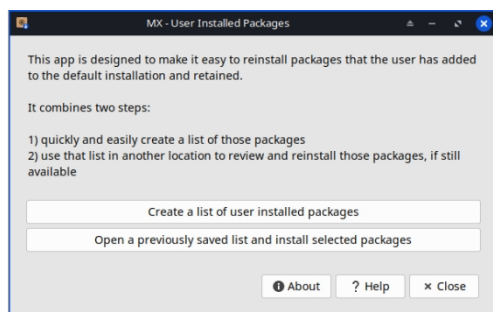 MX - User Installed Packages
This app is designed to make it easy to reinstall packages that the user has added
to the default installation and retained.
It combines two steps:
1) quickly and easily create a list of those packages
2) use that list in another location to review and reinstall those packages, if still
available
Create a list of user installed packages
Open a previously saved list and install selected packages
About ? Help × Close